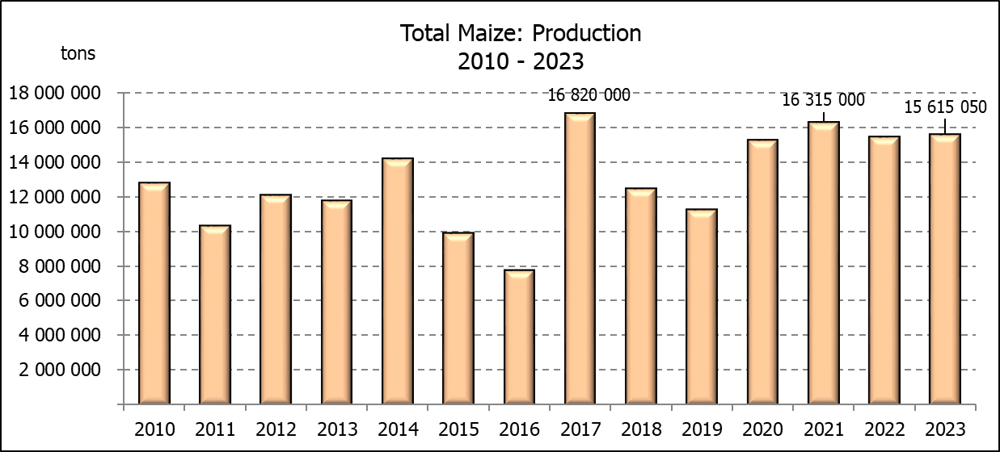 Total Maize: Production
2010 - 2023
tons
18 000 000
16 820 000
16 315 000
15 615 050
16 000 000
14 000 000
12 000 000
10 000 000
8 000 000
6 000 000
4 000 000
2 000 000
2010 2011 2012 2013 2014 2015 2016 2017 2018 2019 2020 2021 2022 2023